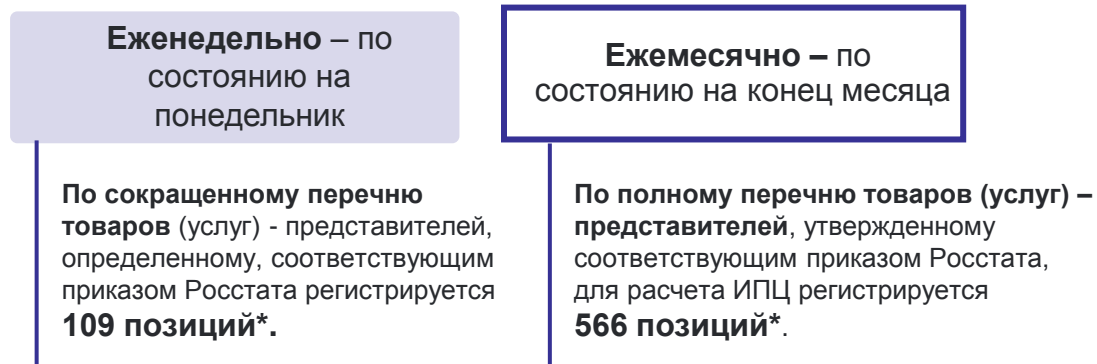 Еженедельно – по
состоянию на
понедельник
Ежемесячно – по
состоянию на конец месяца
По сокращенному перечню
товаров (услуг) - представителей,
определенному, соответствующим
приказом Росстата регистрируется
109 позиций*.
По полному перечню товаров (услуг) –
представителей, утвержденному
соответствующим приказом Росстата,
для расчета ИПЦ регистрируется
566 позиций*.